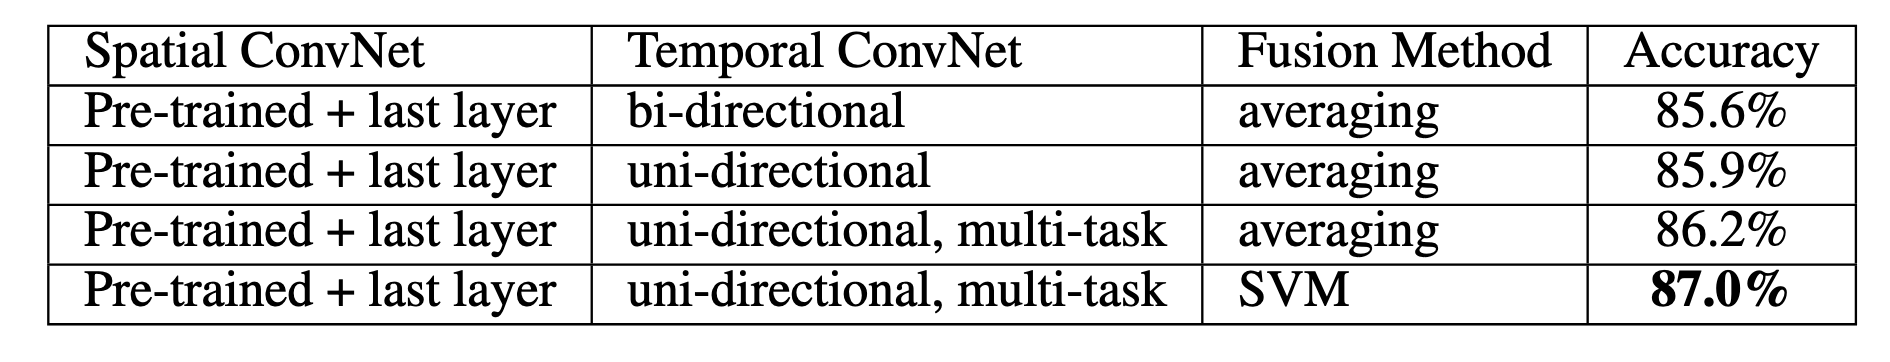 Spatial ConvNet Temporal ConvNet Fusion Method Accuracy
Pre-trained + last layer bi-directional averaging 85.6%
Pre-trained + last layer uni-directional averaging 85.9%
Pre-trained + last layer uni-directional, multi-task averaging 86.2%
Pre-trained + last layer uni-directional, multi-task SVM 87.0%